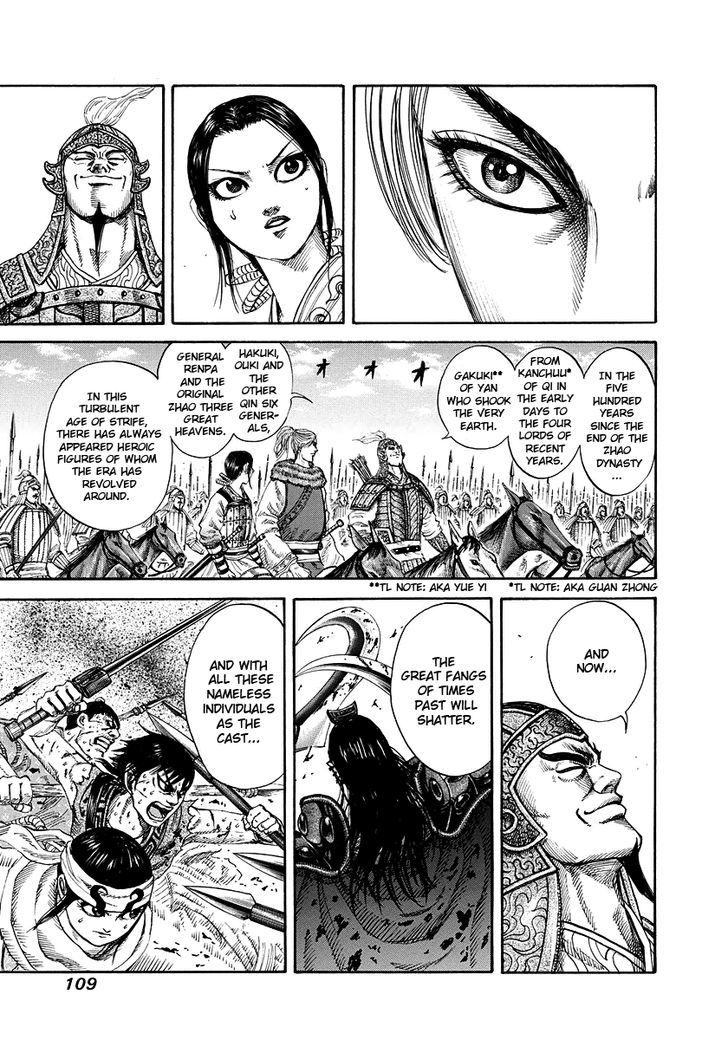 IN THE
FIVE
HUNDRED
YEARS
SINCE THE
END OF THE
ZHAO
DYNASTY
...
FROM
KANCHUU*
OF QI IN
THE EARLY
DAYS TO
THE FOUR
LORDS OF
RECENT
YEARS.
GAKUKI**
OF YAN
WHO SHOOK
THE VERY
EARTH.
オオオ
HAKUKI,
OUKI AND
THE
OTHER
QIN SIX
GENER-
ALS,
GENERAL
RENPA
AND THE
ORIGINAL
ZHAO THREE
GREAT
HEAVENS.
IN THIS
TURBULENT
AGE OF STRIFE,
THERE HAS ALWAYS
APPEARED HEROIC
FIGURES OF WHOM
THE ERA HAS
REVOLVED
AROUND.
**TL NOTE: AKA YUE YI
*TL NOTE: AKA GUAN ZHONG
AND
NOW...
THE
GREAT FANGS
OF TIMES
PAST WILL
SHATTER.
AND WITH
ALL THESE
NAMELESS
INDIVIDUALS
AS THE
CAST...
109